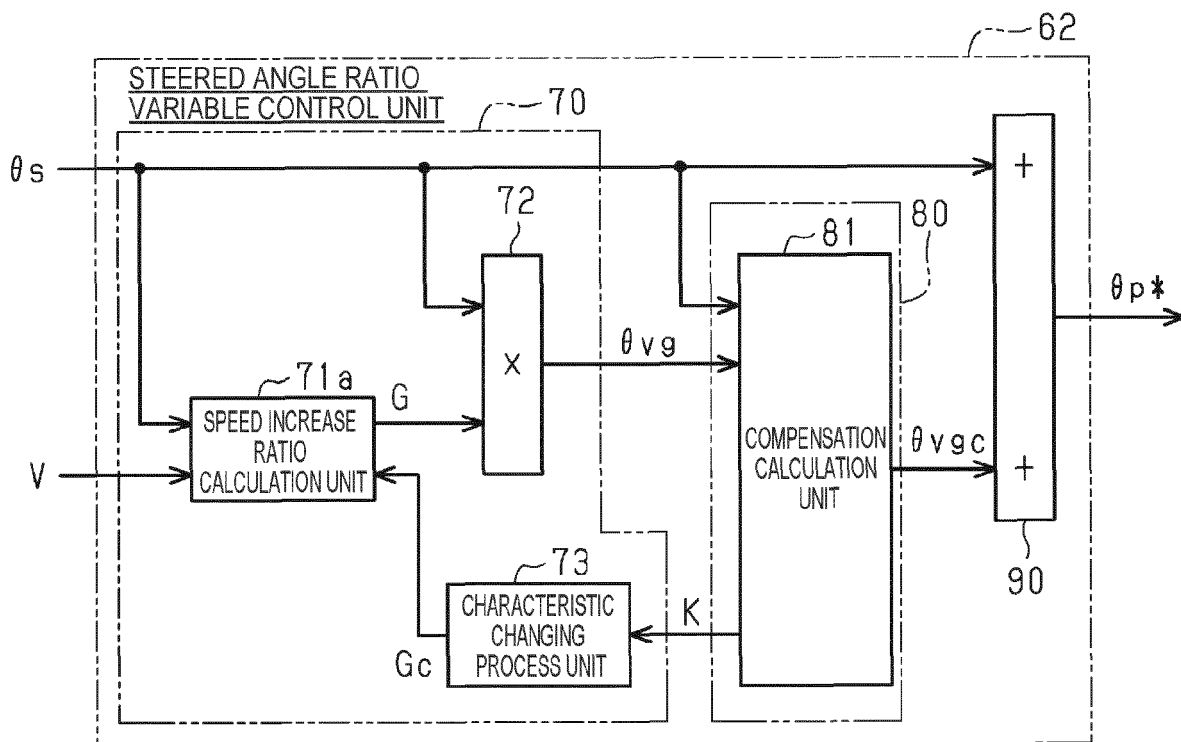 62
STEERED ANGLE RATIO
VARIABLE CONTROL UNIT
70
θs
+
72
80
81
θp*
θvg
X
71a
G
SPEED INCREASE
RATIO
CALCULATION UNIT
V
COMPENSATION
CALCULATION
UNIT
θvgc
+
90
73
CHARACTERISTIC
CHANGING
PROCESS UNIT
K
Gc